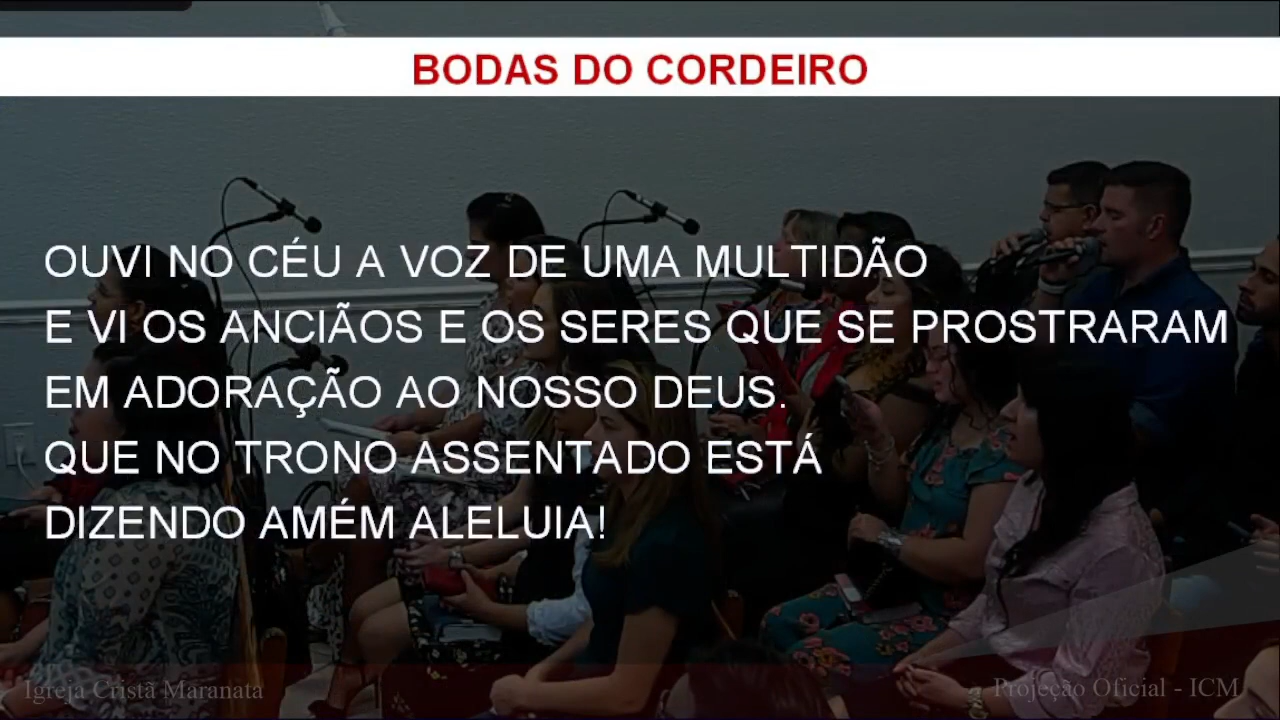 BODAS DO CORDEIRO
OUVI NO CÉU A VOZ DE UMA MULTIDÃO
E VI OS ANCIÃOS E OS SERES QUE SE PROSTRARAM
EM ADORAÇÃO AO NOSSO DEUS.
QUE NO TRONO ASSENTADO ESTÁ
DIZENDO AMÉM ALELUIA!
Igreja Cristã Maranata
Projeção Oficial - ICM